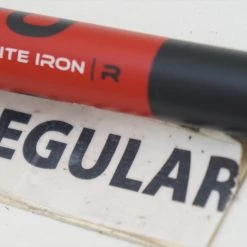 ITE IRON | R
EGULAR